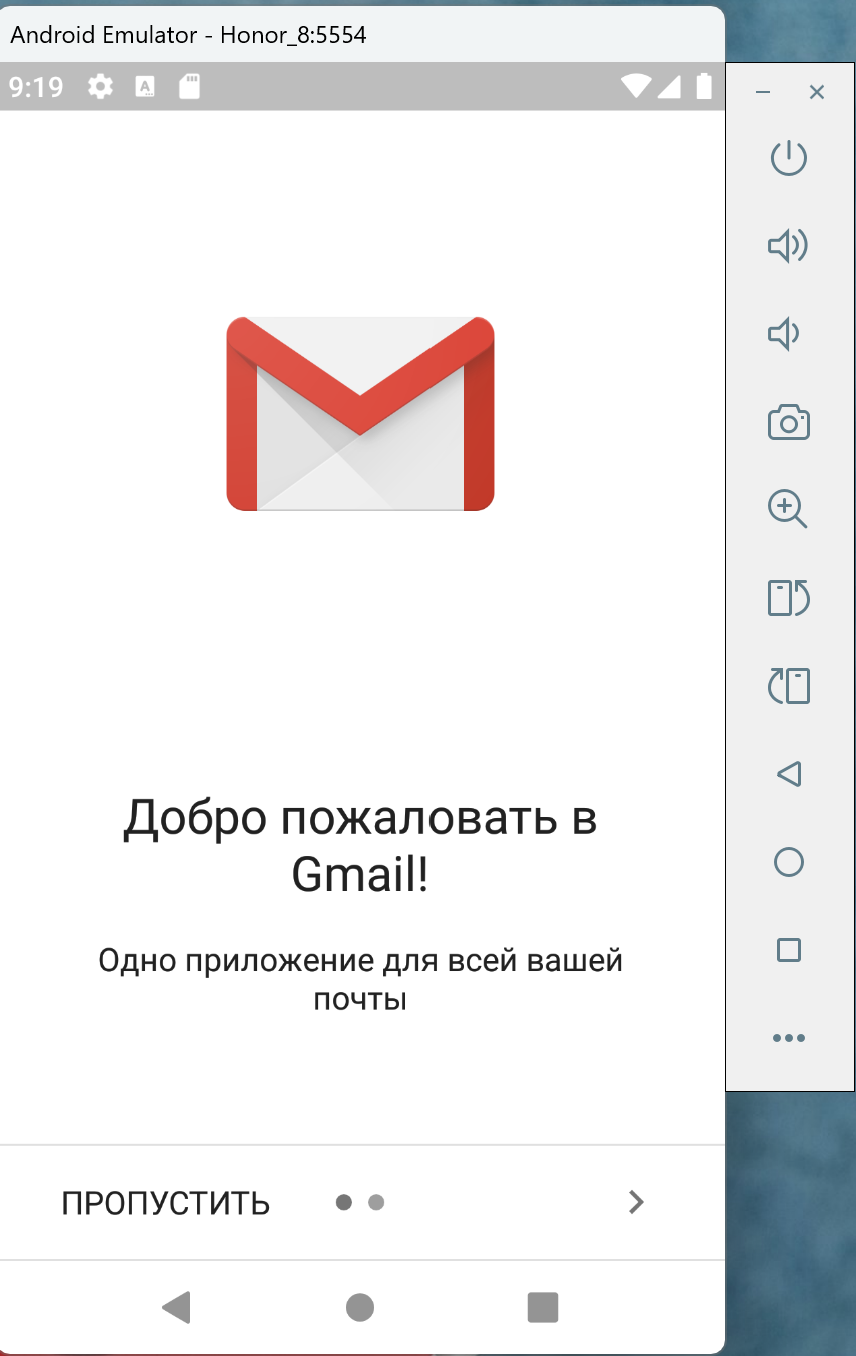 Android Emulator - Honor_8:5554
9:19
Добро пожаловать в
Gmail!
Одно приложение для всей вашей
почты
ПРОПУСТИТЬ